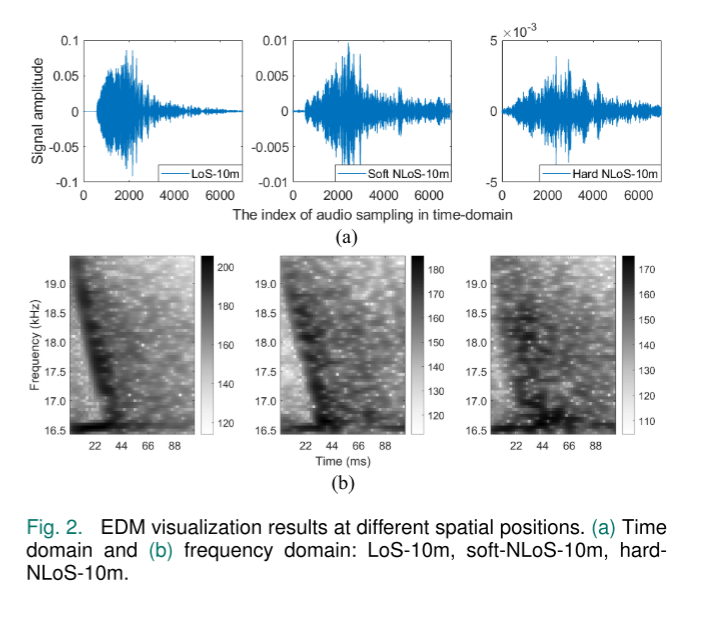 0.1
0.05
0
-0.05
-0.1
Signal amplitude
LoS-10m
0 2000 4000 6000
0.01
0.005
0
-0.005
-0.01
Soft NLoS-10m
0 2000 4000 6000
×10⁻³
5
0
-5
Hard NLoS-10m
0 2000 4000 6000
The index of audio sampling in time-domain
(a)
Frequency (kHz)
19.0
18.5
18.0
17.5
17.0
16.5
22 44 66 88
200
180
160
140
120
19.0
18.5
18.0
17.5
17.0
16.5
22 44 66 88
180
170
160
150
140
130
120
19.0
18.5
18.0
17.5
17.0
16.5
22 44 66 88
170
160
150
140
130
120
110
Time (ms)
(b)
Fig. 2. EDM visualization results at different spatial positions. (a) Time
domain and (b) frequency domain: LoS-10m, soft-NLoS-10m, hard-
NLoS-10m.